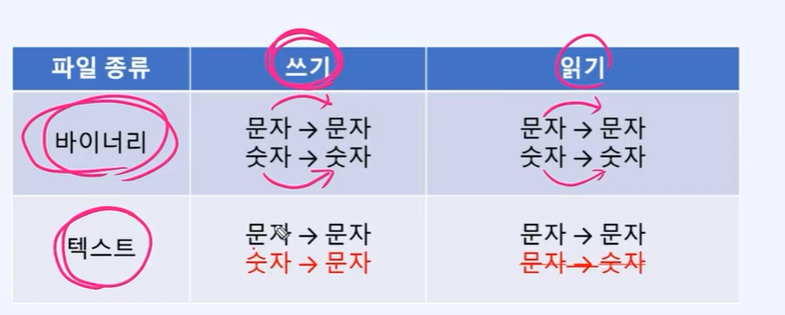 파일 종류 쓰기 읽기
바이너리
문자 → 문자
숫자 → 숫자
문자 → 문자
숫자 → 숫자
텍스트
문자 → 문자
숫자 → 문자
문자 → 문자
문자 → 숫자